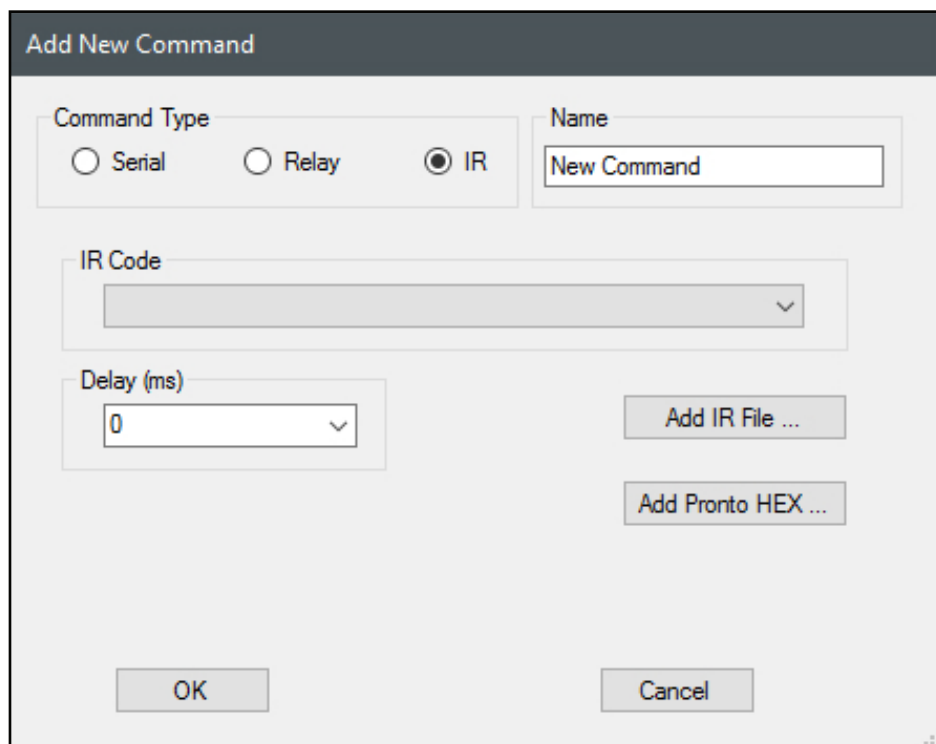 Add New Command
Command Type
Name
Serial
Relay
IR
New Command
IR Code
Delay (ms)
0
Add IR File ...
Add Pronto HEX ...
OK
Cancel